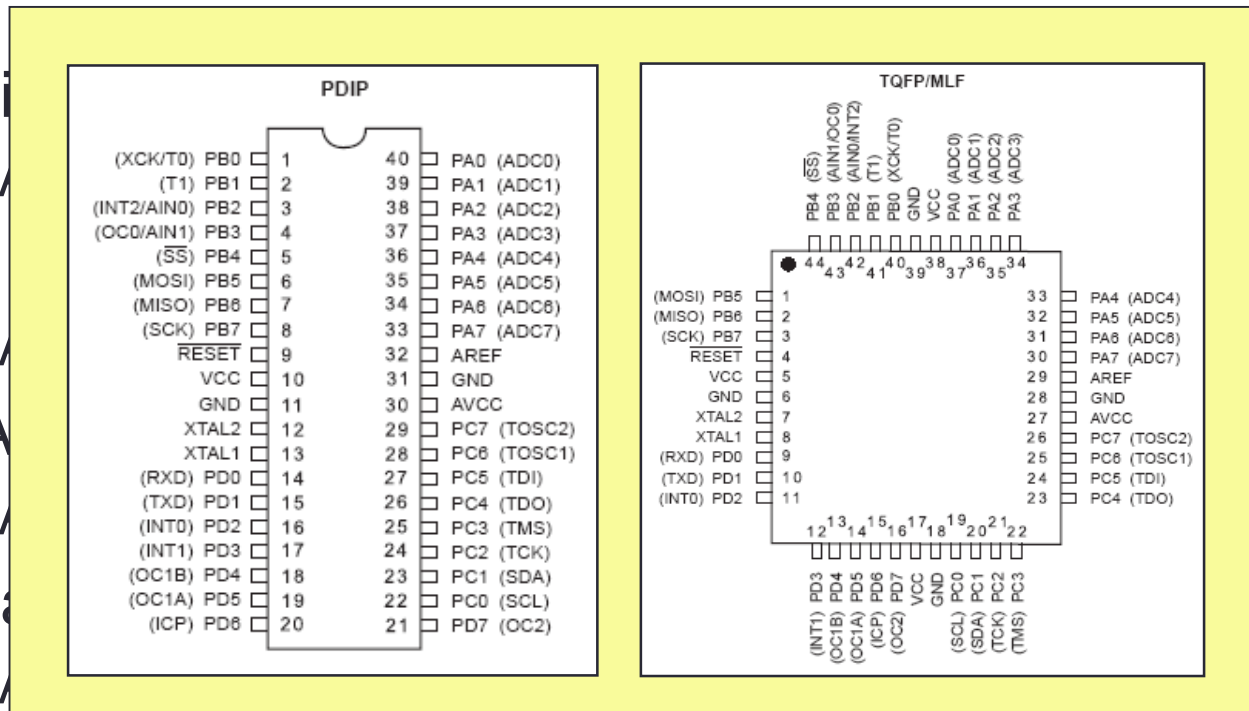 PDIP
(XCK/T0) PB0 1 40 PA0 (ADC0)
(T1) PB1 2 39 PA1 (ADC1)
(INT2/AIN0) PB2 3 38 PA2 (ADC2)
(OC0/AIN1) PB3 4 37 PA3 (ADC3)
(SS) PB4 5 36 PA4 (ADC4)
(MOSI) PB5 6 35 PA5 (ADC5)
(MISO) PB6 7 34 PA6 (ADC6)
(SCK) PB7 8 33 PA7 (ADC7)
RESET 9 32 AREF
VCC 10 31 GND
GND 11 30 AVCC
XTAL2 12 29 PC7 (TOSC2)
XTAL1 13 28 PC6 (TOSC1)
(RXD) PD0 14 27 PC5 (TDI)
(TXD) PD1 15 26 PC4 (TDO)
(INT0) PD2 16 25 PC3 (TMS)
(INT1) PD3 17 24 PC2 (TCK)
(OC1B) PD4 18 23 PC1 (SDA)
(OC1A) PD5 19 22 PC0 (SCL)
(ICP) PD6 20 21 PD7 (OC2)
TQFP/MLF
PB4 (SS)
PB3 (AIN1/OC0)
PB2 (AIN0/INT2)
PB1 (T1)
PB0 (XCK/T0)
GND
VCC
PA0 (ADC0)
PA1 (ADC1)
PA2 (ADC2)
PA3 (ADC3)
44 43 42 41 40 39 38 37 36 35 34
(MOSI) PB5 1 33 PA4 (ADC4)
(MISO) PB6 2 32 PA5 (ADC5)
(SCK) PB7 3 31 PA6 (ADC6)
RESET 4 30 PA7 (ADC7)
VCC 5 29 AREF
GND 6 28 GND
XTAL2 7 27 AVCC
XTAL1 8 26 PC7 (TOSC2)
(RXD) PD0 9 25 PC6 (TOSC1)
(TXD) PD1 10 24 PC5 (TDI)
(INT0) PD2 11 23 PC4 (TDO)
12 13 14 15 16 17 18 19 20 21 22
(INT1) PD3
(OC1B) PD4
(OC1A) PD5
(ICP) PD6
(OC2) PD7
VCC
GND
(SCL) PC0
(SDA) PC1
(TCK) PC2
(TMS) PC3